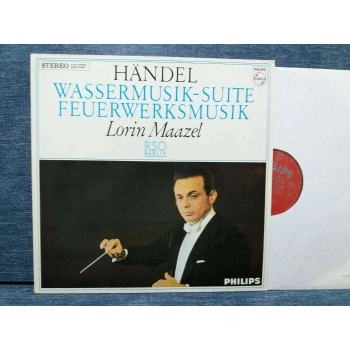 STEREO
PHILIPS
HÄNDEL
WASSERMUSIK-SUITE
FEUERWERKSMUSIK
Lorin Maazel
RSO
BERLIN
PHILIPS